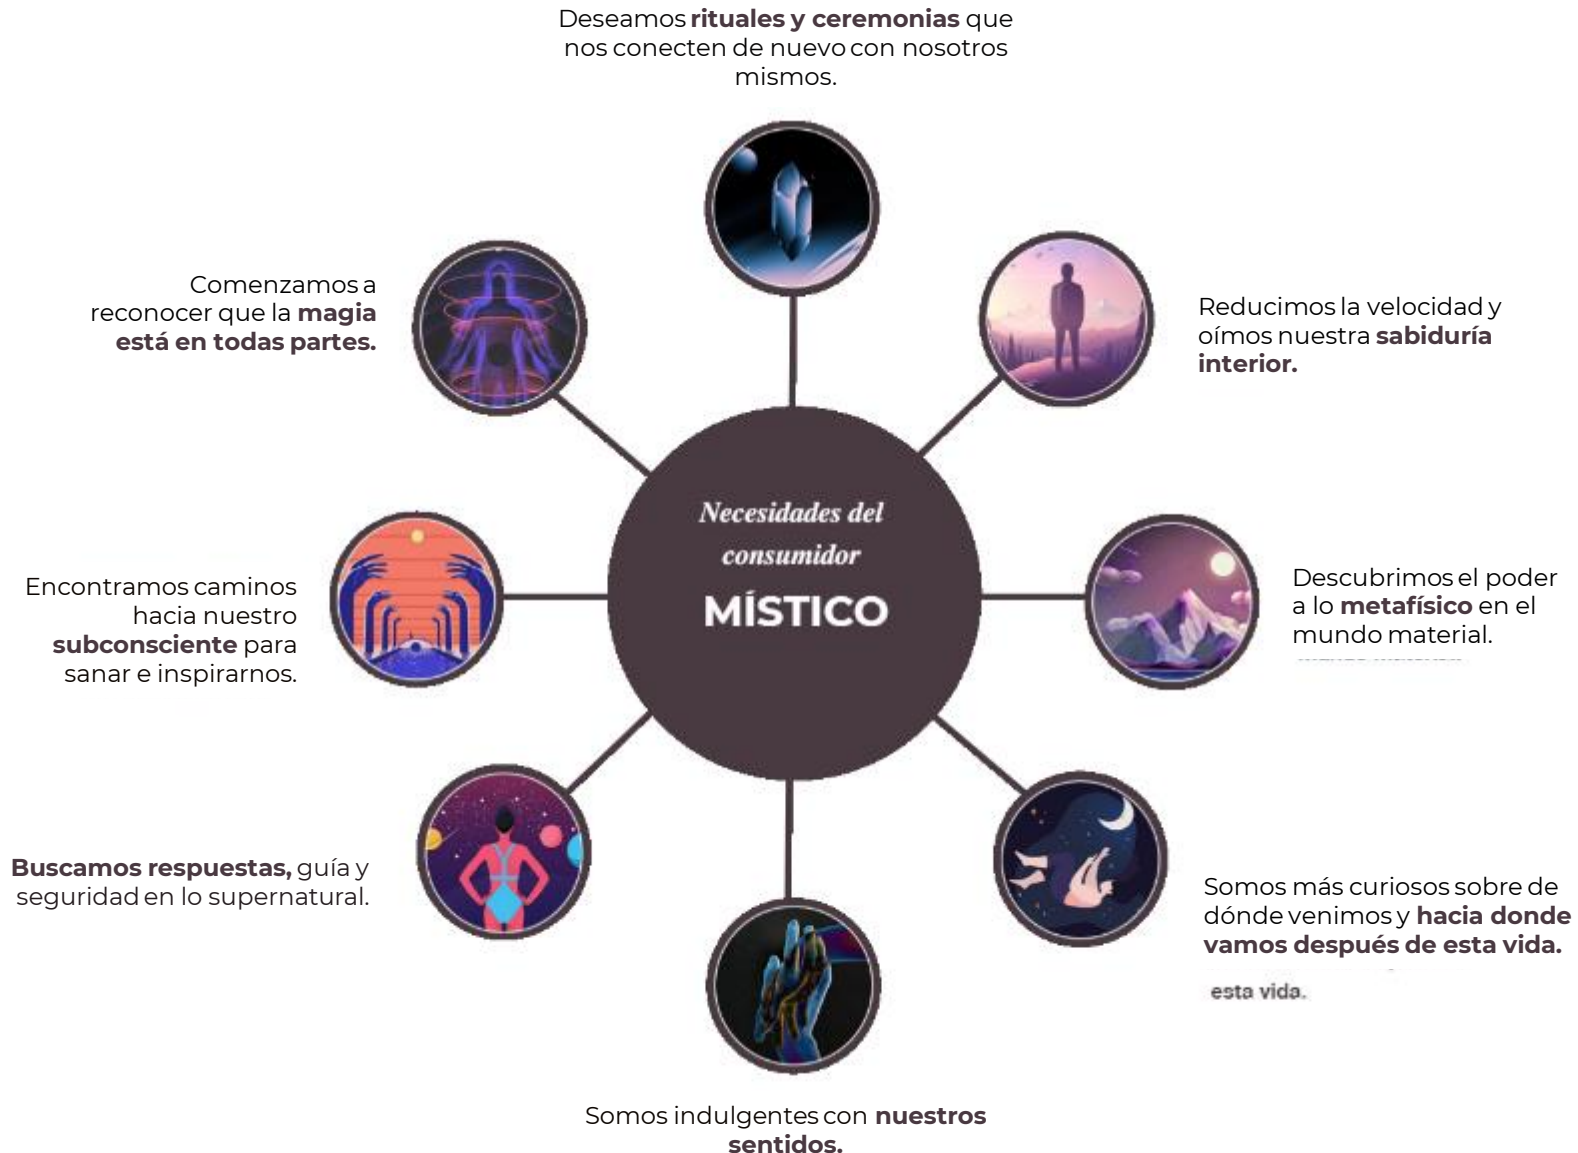 Deseamos rituales y ceremonias que
nos conecten de nuevo con nosotros
mismos.
Comenzamos a
reconocer que la magia
está en todas partes.
Reducimos la velocidad y
oímos nuestra sabiduría
interior.
Necesidades del
consumidor
MÍSTICO
Encontramos caminos
hacia nuestro
subconsciente para
sanar e inspirarnos.
Descubrimos el poder
a lo metafísico en el
mundo material.
Buscamos respuestas, guía y
seguridad en lo supernatural.
Somos más curiosos sobre de
dónde venimos y hacia donde
vamos después de esta vida.
esta vida.
Somos indulgentes con nuestros
sentidos.